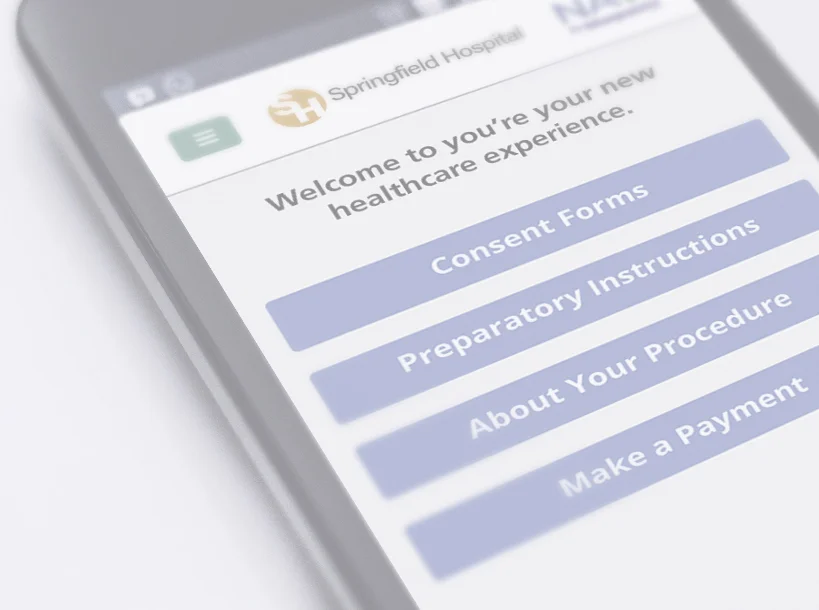 SH
Springfield Hospital
Welcome to you're your new
healthcare experience.
Consent Forms
Preparatory Instructions
About Your Procedure
Make a Payment